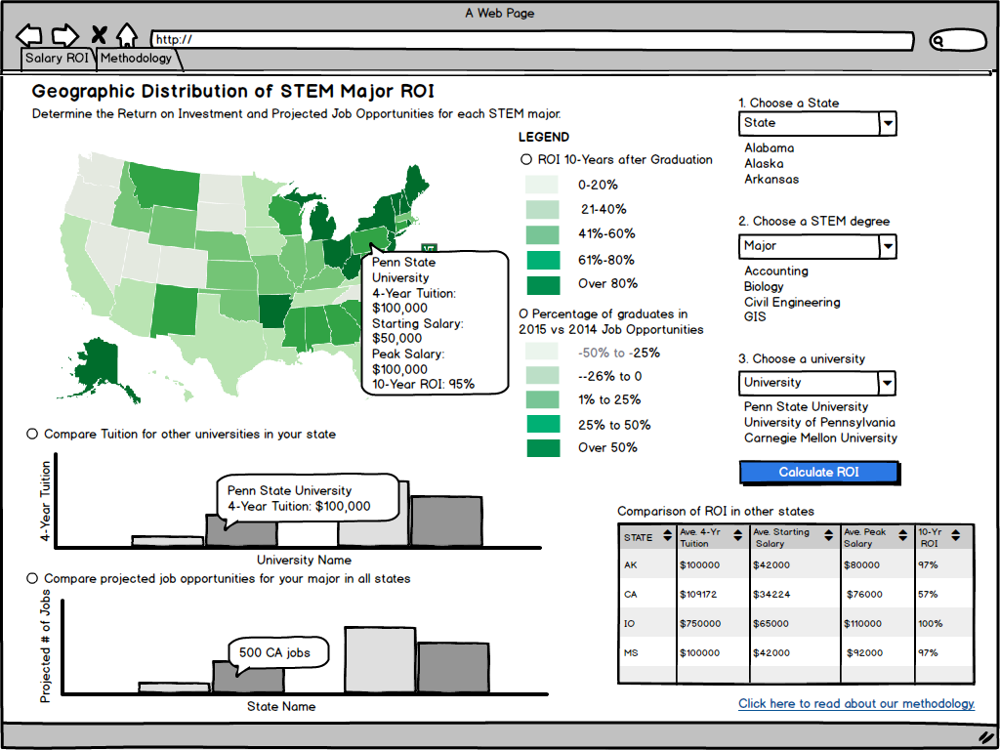 A Web Page
http://
Salary ROI
Methodology
Geographic Distribution of STEM Major ROI
Determine the Return on Investment and Projected Job Opportunities for each STEM major.
LEGEND
ROI 10-Years after Graduation
0-20%
21-40%
41%-60%
61%-80%
Over 80%
O Percentage of graduates in
2015 vs 2014 Job Opportunities
-50% to -25%
--26% to 0
1% to 25%
25% to 50%
Over 50%
Penn State
University
4-Year Tuition:
$100,000
Starting Salary:
$50,000
Peak Salary:
$100,000
10-Year ROI: 95%
1. Choose a State
State
Alabama
Alaska
Arkansas
2. Choose a STEM degree
Major
Accounting
Biology
Civil Engineering
GIS
3. Choose a university
University
Penn State University
University of Pennsylvania
Carnegie Mellon University
Calculate ROI
Compare Tuition for other universities in your state
4-Year Tuition
Penn State University
4-Year Tuition: $100,000
University Name
Compare projected job opportunities for your major in all states
Projected # of Jobs
500 CA jobs
State Name
Comparison of ROI in other states
STATE Ave. 4-Yr Tuition Ave. Starting Salary Ave. Peak Salary 10-Yr ROI
AK $100000 $42000 $80000 97%
CA $109172 $34224 $76000 57%
IO $750000 $65000 $110000 100%
MS $100000 $42000 $92000 97%
Click here to read about our methodology.